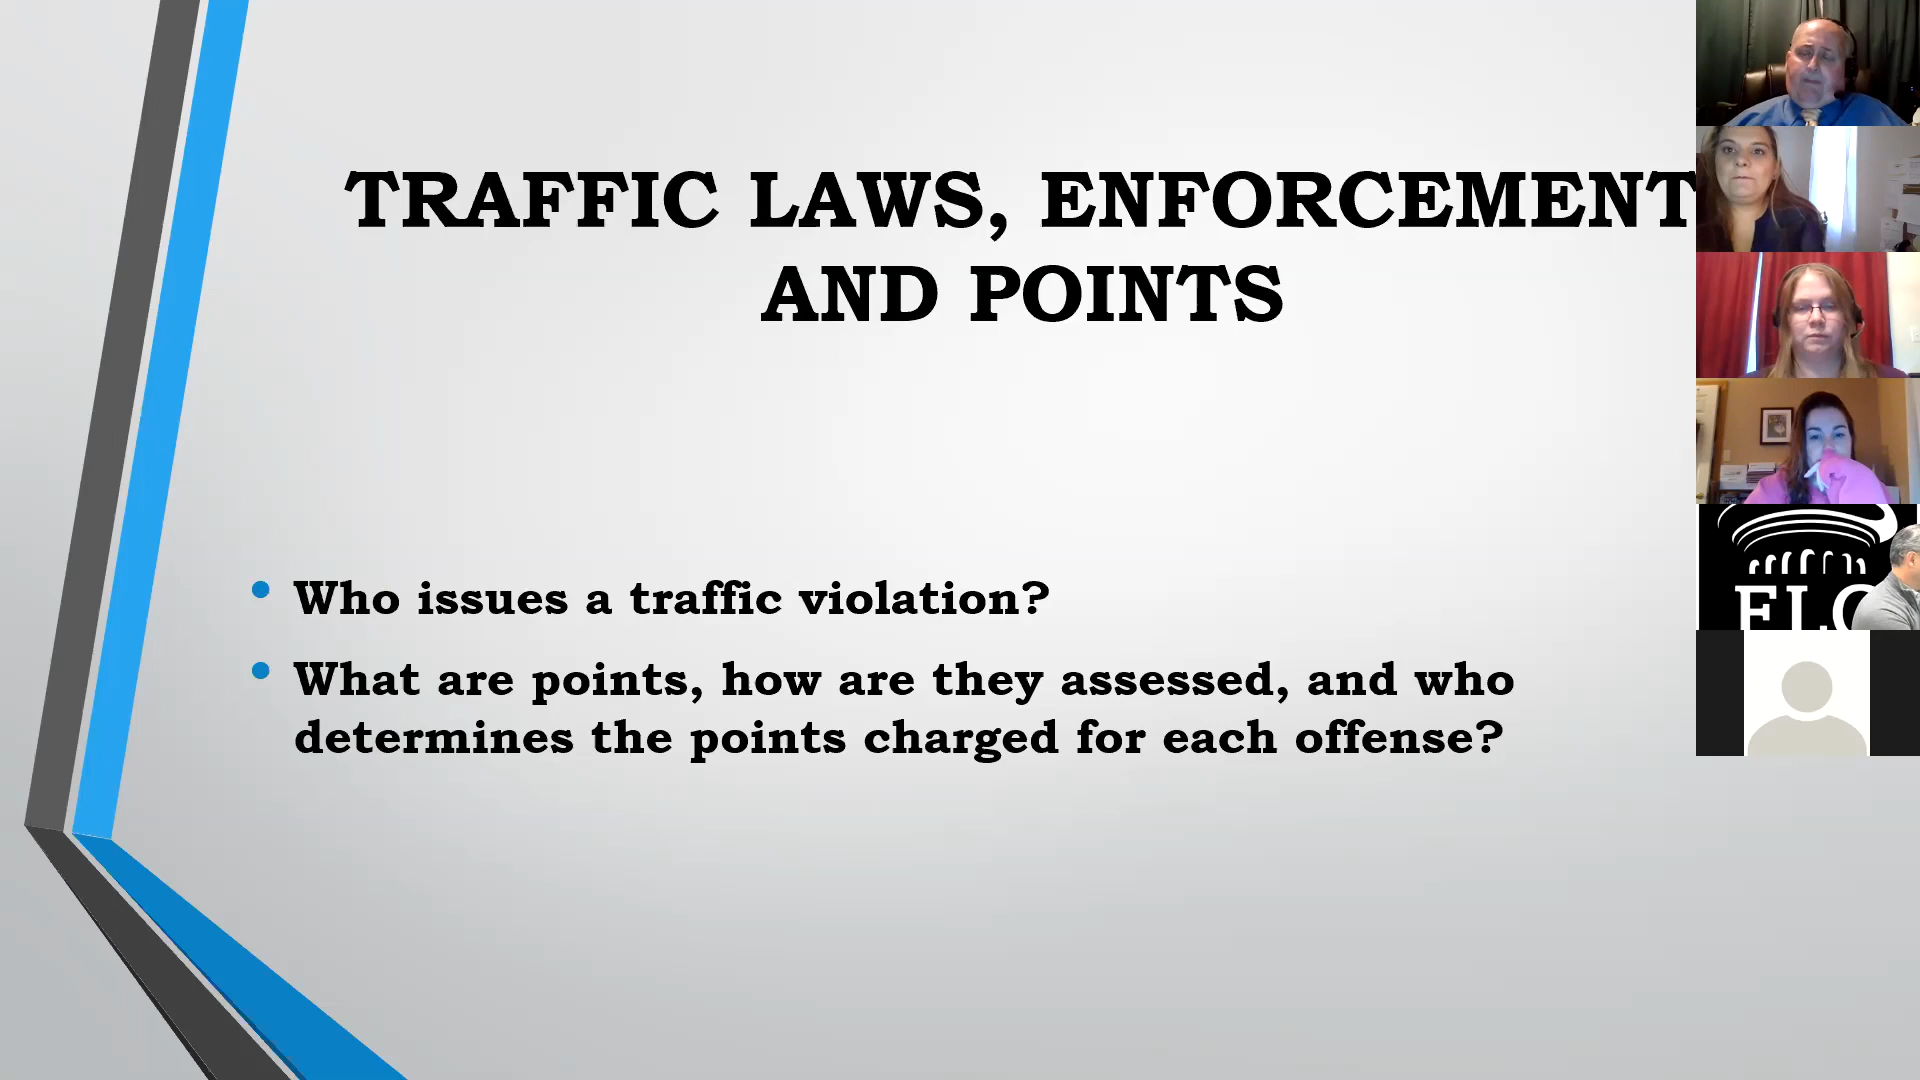 TRAFFIC LAWS, ENFORCEMENT
AND POINTS
• Who issues a traffic violation?
• What are points, how are they assessed, and who
determines the points charged for each offense?